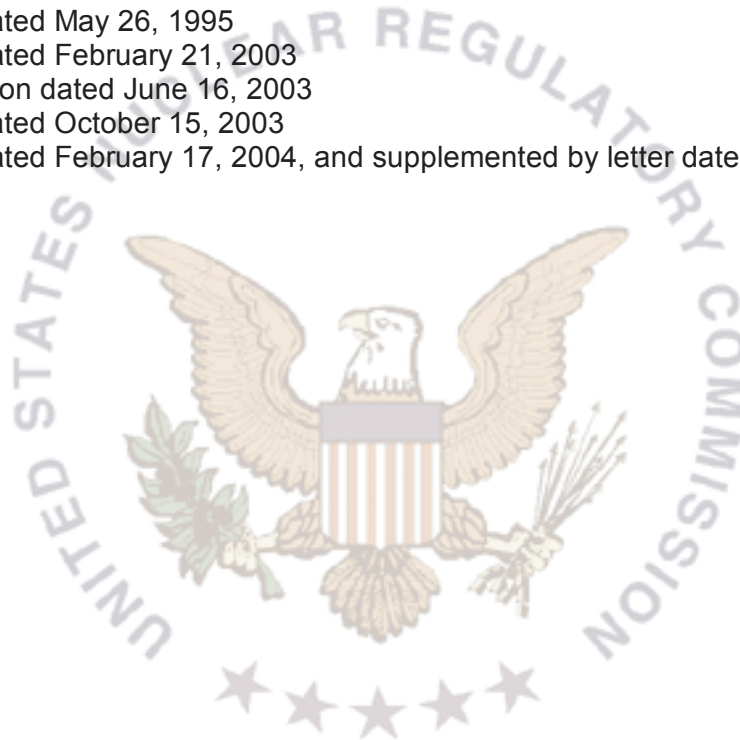 ated May 26, 1995
ated February 21, 2003
on dated June 16, 2003
ated October 15, 2003
ated February 17, 2004, and supplemented by letter date
UNITED STATES NUCLEAR REGULATORY COMMISSION